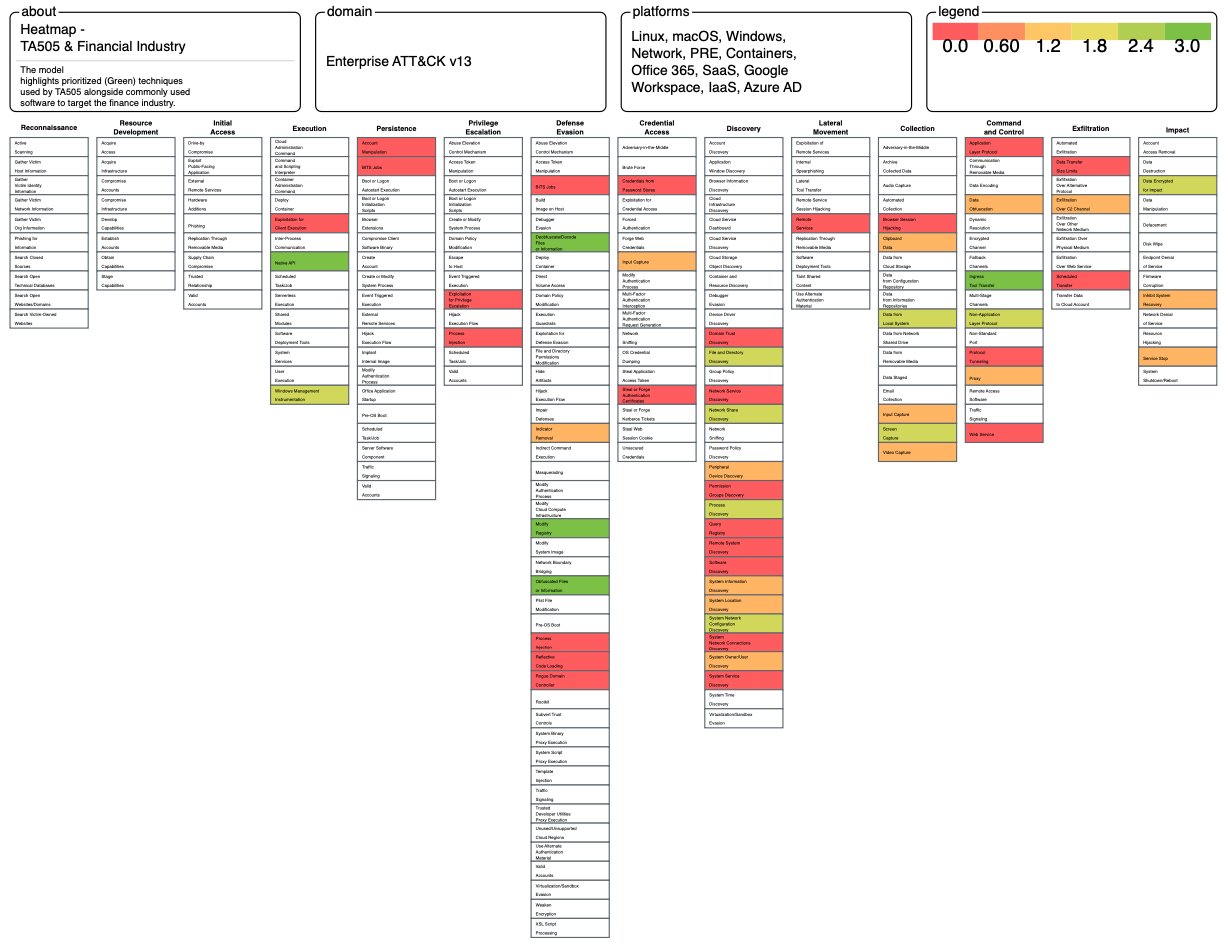 about
Heatmap -
TA505 & Financial Industry
The model
highlights prioritized (Green) techniques
used by TA505 alongside commonly used
software to target the finance industry.
domain
Enterprise ATT&CK v13
platforms
Linux, macOS, Windows,
Network, PRE, Containers,
Office 365, SaaS, Google
Workspace, IaaS, Azure AD
legend
0.0 0.60 1.2 1.8 2.4 3.0
Reconnaissance
Active
Scanning
Gather Victim
Host Information
Gather
Victim Identity
Information
Gather Victim
Network Information
Gather Victim
Org Information
Phishing for
Information
Search Closed
Sources
Search Open
Technical Databases
Search Open
Websites/Domains
Search Victim-Owned
Websites
Resource
Development
Acquire
Access
Acquire
Infrastructure
Compromise
Accounts
Compromise
Infrastructure
Develop
Capabilities
Establish
Accounts
Obtain
Capabilities
Stage
Capabilities
Initial
Access
Drive-by
Compromise
Exploit
Public-Facing
Application
External
Remote Services
Hardware
Additions
Phishing
Replication Through
Removable Media
Supply Chain
Compromise
Trusted
Relationship
Valid
Accounts
Execution
Cloud
Administration
Command
Command
and Scripting
Interpreter
Container
Administration
Command
Deploy
Container
Exploitation for
Client Execution
Inter-Process
Communication
Native API
Scheduled
Task/Job
Serverless
Execution
Shared
Modules
Software
Deployment Tools
System
Services
User
Execution
Windows Management
Instrumentation
Persistence
Account
Manipulation
BITS Jobs
Boot or Logon
Autostart Execution
Boot or Logon
Initialization
Scripts
Browser
Extensions
Compromise Client
Software Binary
Create
Account
Create or Modify
System Process
Event Triggered
Execution
External
Remote Services
Hijack
Execution Flow
Implant
Internal Image
Modify
Authentication
Process
Office Application
Startup
Pre-OS Boot
Scheduled
Task/Job
Server Software
Component
Traffic
Signaling
Valid
Accounts
Privilege
Escalation
Abuse Elevation
Control Mechanism
Access Token
Manipulation
Boot or Logon
Autostart Execution
Boot or Logon
Initialization
Scripts
Create or Modify
System Process
Domain Policy
Modification
Escape
to Host
Event Triggered
Execution
Exploitation
for Privilege
Escalation
Hijack
Execution Flow
Process
Injection
Scheduled
Task/Job
Valid
Accounts
Defense
Evasion
Abuse Elevation
Control Mechanism
Access Token
Manipulation
BITS Jobs
Build
Image on Host
Debugger
Evasion
Deobfuscate/Decode
Files
or Information
Deploy
Container
Direct
Volume Access
Domain Policy
Modification
Execution
Guardrails
Exploitation for
Defense Evasion
File and Directory
Permissions
Modification
Hide
Artifacts
Hijack
Execution Flow
Impair
Defenses
Indicator
Removal
Indirect Command
Execution
Masquerading
Modify
Authentication
Process
Modify
Cloud Compute
Infrastructure
Modify
Registry
Modify
System Image
Network Boundary
Bridging
Obfuscated Files
or Information
Plist File
Modification
Pre-OS Boot
Process
Injection
Reflective
Code Loading
Rogue Domain
Controller
Rootkit
Subvert Trust
Controls
System Binary
Proxy Execution
System Script
Proxy Execution
Template
Injection
Traffic
Signaling
Trusted
Developer Utilities
Proxy Execution
Unused/Unsupported
Cloud Regions
Use Alternate
Authentication
Material
Valid
Accounts
Virtualization/Sandbox
Evasion
Weaken
Encryption
XSL Script
Processing
Credential
Access
Adversary-in-the-Middle
Brute Force
Credentials from
Password Stores
Exploitation for
Credential Access
Forced
Authentication
Forge Web
Credentials
Input Capture
Modify
Authentication
Process
Multi-Factor
Authentication
Interception
Multi-Factor
Authentication
Request Generation
Network
Sniffing
OS Credential
Dumping
Steal Application
Access Token
Steal or Forge
Authentication
Certificates
Steal or Forge
Kerberos Tickets
Steal Web
Session Cookie
Unsecured
Credentials
Discovery
Account
Discovery
Application
Window Discovery
Browser Information
Discovery
Cloud
Infrastructure
Discovery
Cloud Service
Dashboard
Cloud Service
Discovery
Cloud Storage
Object Discovery
Container and
Resource Discovery
Debugger
Evasion
Device Driver
Discovery
Domain Trust
Discovery
File and Directory
Discovery
Group Policy
Discovery
Network Service
Discovery
Network Share
Discovery
Network
Sniffing
Password Policy
Discovery
Peripheral
Device Discovery
Permission
Groups Discovery
Process
Discovery
Query
Registry
Remote System
Discovery
Software
Discovery
System Information
Discovery
System Location
Discovery
System Network
Configuration
Discovery
System
Network Connections
Discovery
System Owner/User
Discovery
System Service
Discovery
System Time
Discovery
Virtualization/Sandbox
Evasion
Lateral
Movement
Exploitation of
Remote Services
Internal
Spearphishing
Lateral
Tool Transfer
Remote Service
Session Hijacking
Remote
Services
Replication Through
Removable Media
Software
Deployment Tools
Taint Shared
Content
Use Alternate
Authentication
Material
Collection
Adversary-in-the-Middle
Archive
Collected Data
Audio Capture
Automated
Collection
Browser Session
Hijacking
Clipboard
Data
Data from
Cloud Storage
Data
from Configuration
Repository
Data
from Information
Repositories
Data from
Local System
Data from Network
Shared Drive
Data from
Removable Media
Data Staged
Email
Collection
Input Capture
Screen
Capture
Video Capture
Command
and Control
Application
Layer Protocol
Communication
Through
Removable Media
Data Encoding
Data
Obfuscation
Dynamic
Resolution
Encrypted
Channel
Fallback
Channels
Ingress
Tool Transfer
Multi-Stage
Channels
Non-Application
Layer Protocol
Non-Standard
Port
Protocol
Tunneling
Proxy
Remote Access
Software
Traffic
Signaling
Web Service
Exfiltration
Automated
Exfiltration
Data Transfer
Size Limits
Exfiltration
Over Alternative
Protocol
Exfiltration
Over C2 Channel
Exfiltration
Over Other
Network Medium
Exfiltration Over
Physical Medium
Exfiltration
Over Web Service
Scheduled
Transfer
Transfer Data
to Cloud Account
Impact
Account
Access Removal
Data
Destruction
Data Encrypted
for Impact
Data
Manipulation
Defacement
Disk Wipe
Endpoint Denial
of Service
Firmware
Corruption
Inhibit System
Recovery
Network Denial
of Service
Resource
Hijacking
Service Stop
System
Shutdown/Reboot